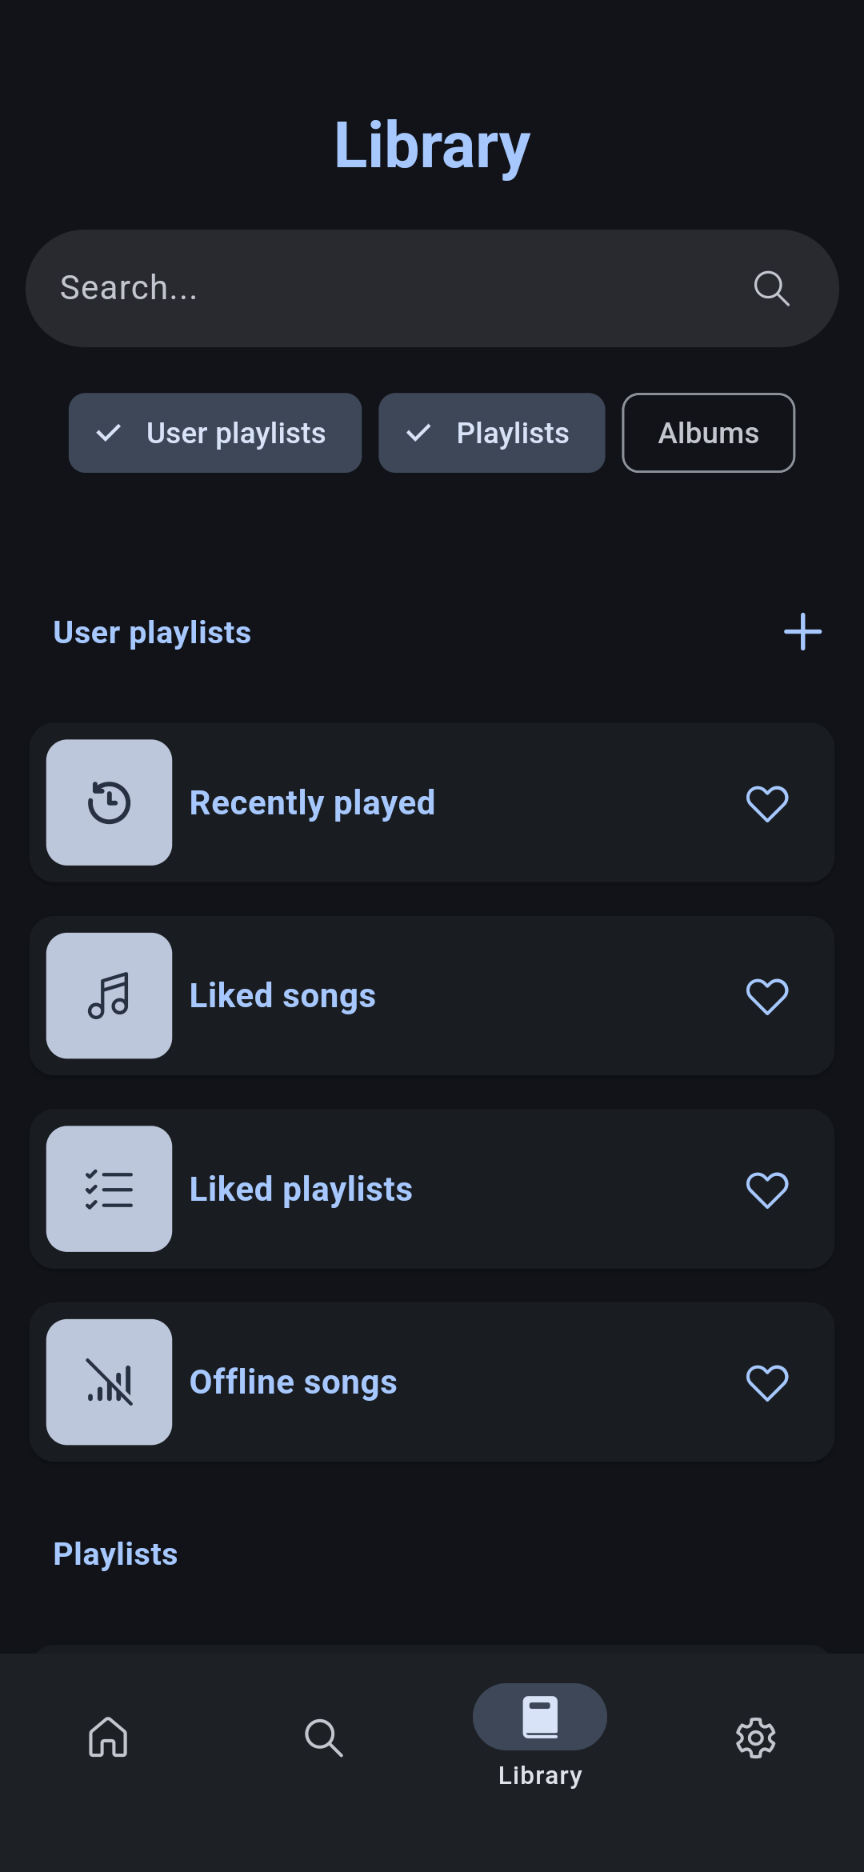 Library
Search...
User playlists
Playlists
Albums
User playlists
Recently played
Liked songs
Liked playlists
Offline songs
Playlists
Library